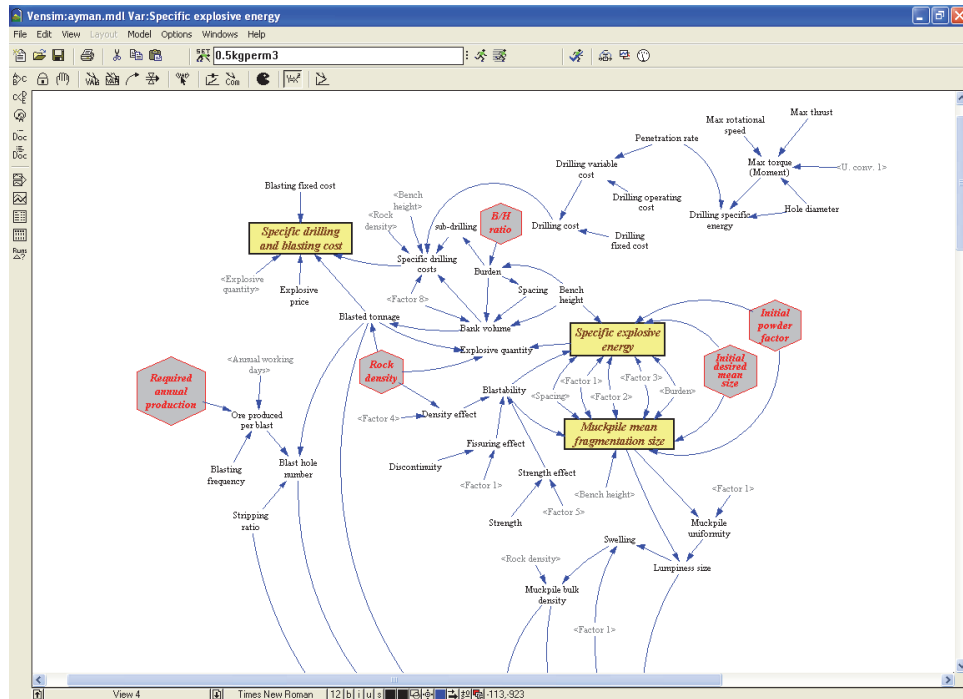 Vensim:ayman.mdl Var:Specific explosive energy
File Edit View Layout Model Options Windows Help
SET
0.5kgperm3
VAB
Com
Doc
Doc
Runs
Max thrust
Max rotational
speed
Penetration rate
Max torque
(Moment)
<U. conv. 1>
Drilling variable
cost
Drilling operating
cost
Hole diameter
Drilling specific
energy
Drilling cost
Drilling
fixed cost
Blasting fixed cost
<Bench
height>
<Rock
density>
sub-drilling
B/H
ratio
Specific drilling
and blasting cost
Specific drilling
costs
Burden
<Explosive
quantity>
Explosive
price
<Factor 8>
Spacing
Bench
height
Blasted tonnage
Bank volume
Explosive quantity
Specific explosive
energy
Initial
powder
factor
Initial
desired
mean
size
<Annual working
days>
Required
annual
production
Rock
density
Blastability
<Factor 1>
<Factor 3>
<Spacing>
<Factor 2>
<Burden>
Ore produced
per blast
<Factor 4>
Density effect
Muckpile mean
fragmentation size
Fissuring effect
Blasting
frequency
Blast hole
number
Discontinuity
<Factor 1>
Strength effect
<Bench height>
<Factor 1>
Stripping
ratio
Strength
<Factor 5>
Muckpile
uniformity
Swelling
<Rock density>
Lumpiness size
Muckpile bulk
density
<Factor 1>
View 4
Times New Roman
12 b i u s
-113,-923